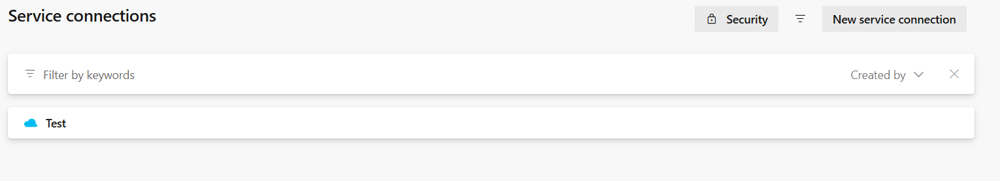 Service connections
Security
New service connection
Filter by keywords
Created by
Test